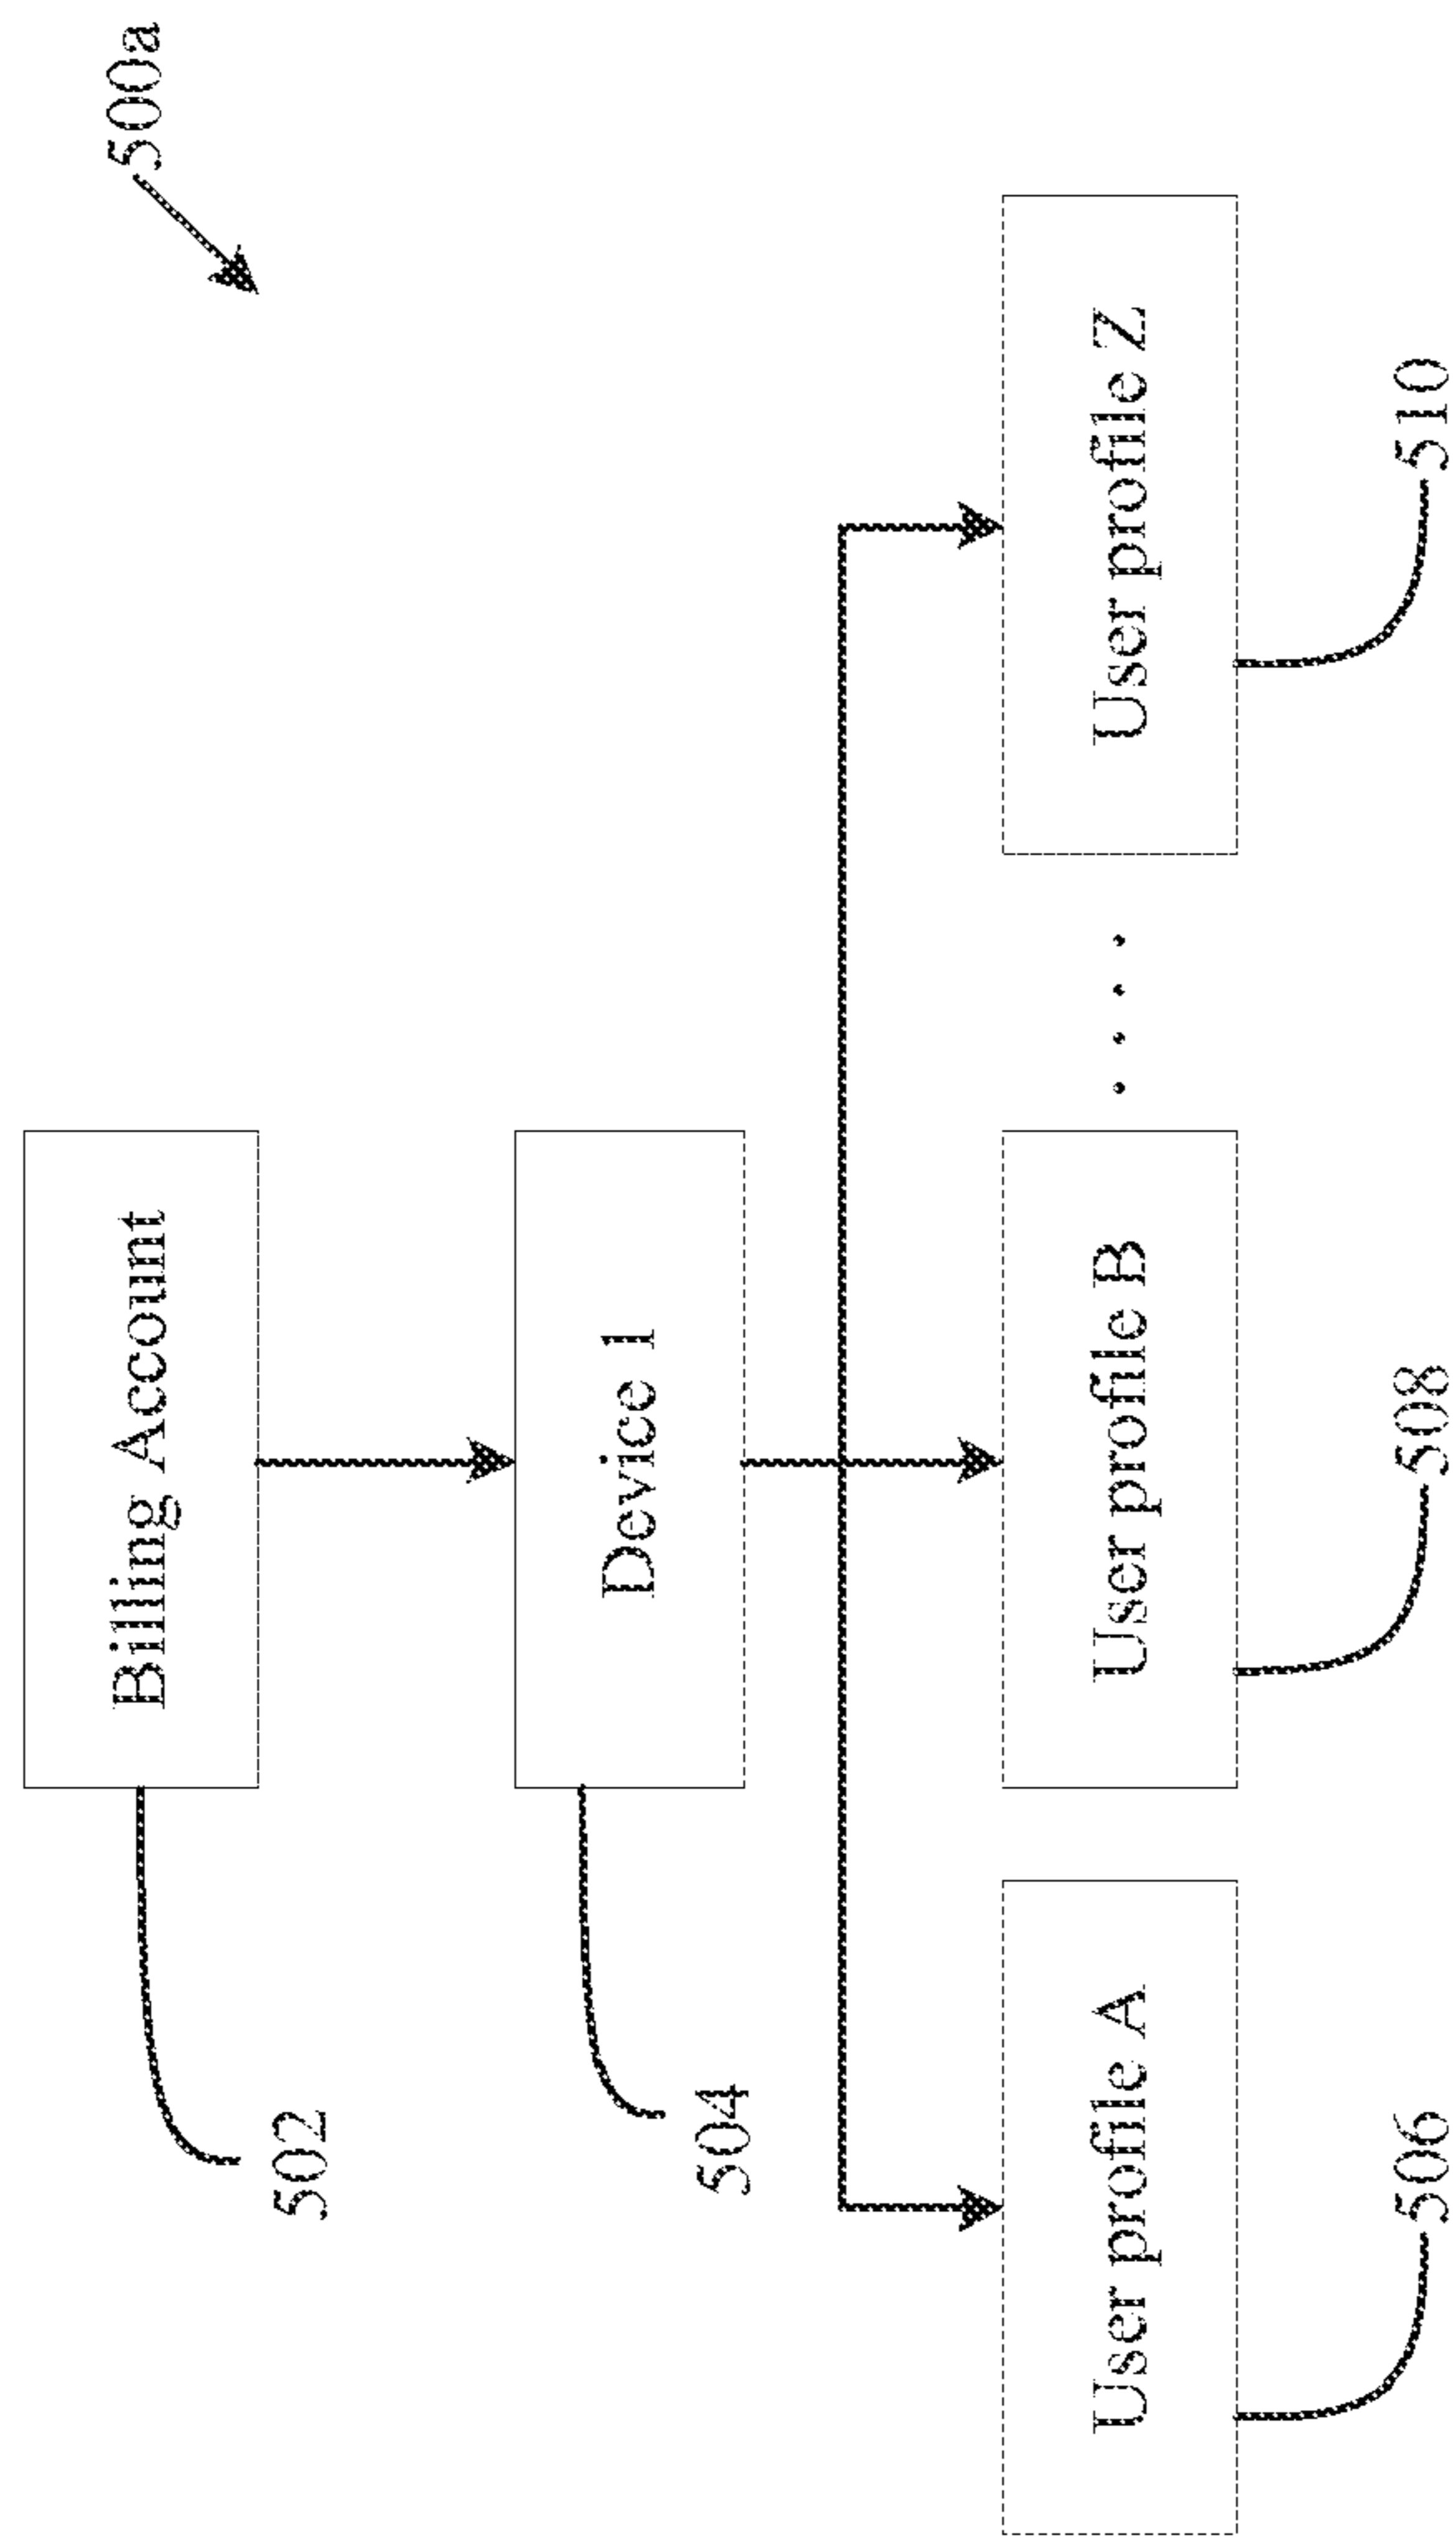 500a
Billing Account
502
Device 1
504
User profile A
User profile B
. . . .
User profile Z
506
508
510